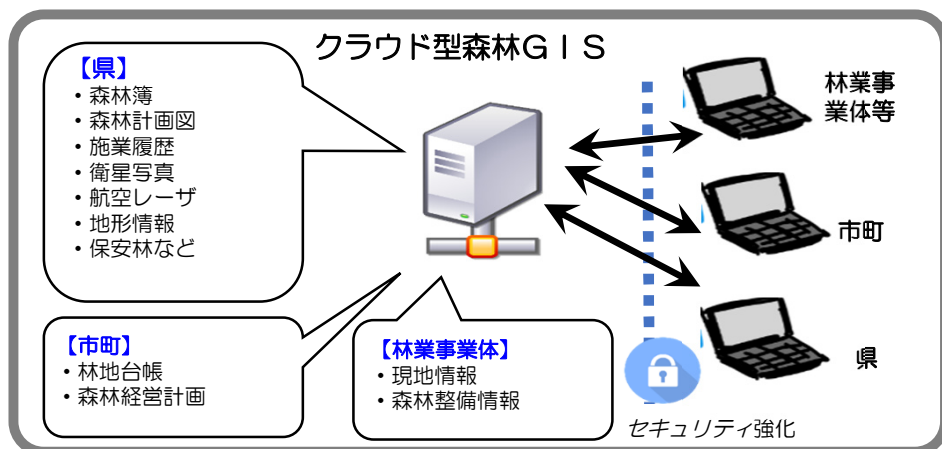 クラウド型森林ＧＩＳ
【県】
・森林簿
・森林計画図
・施業履歴
・衛星写真
・航空レーザ
・地形情報
・保安林など
【市町】
・林地台帳
・森林経営計画
【林業事業体】
・現地情報
・森林整備情報
林業事
業体等
市町
県
セキュリティ強化